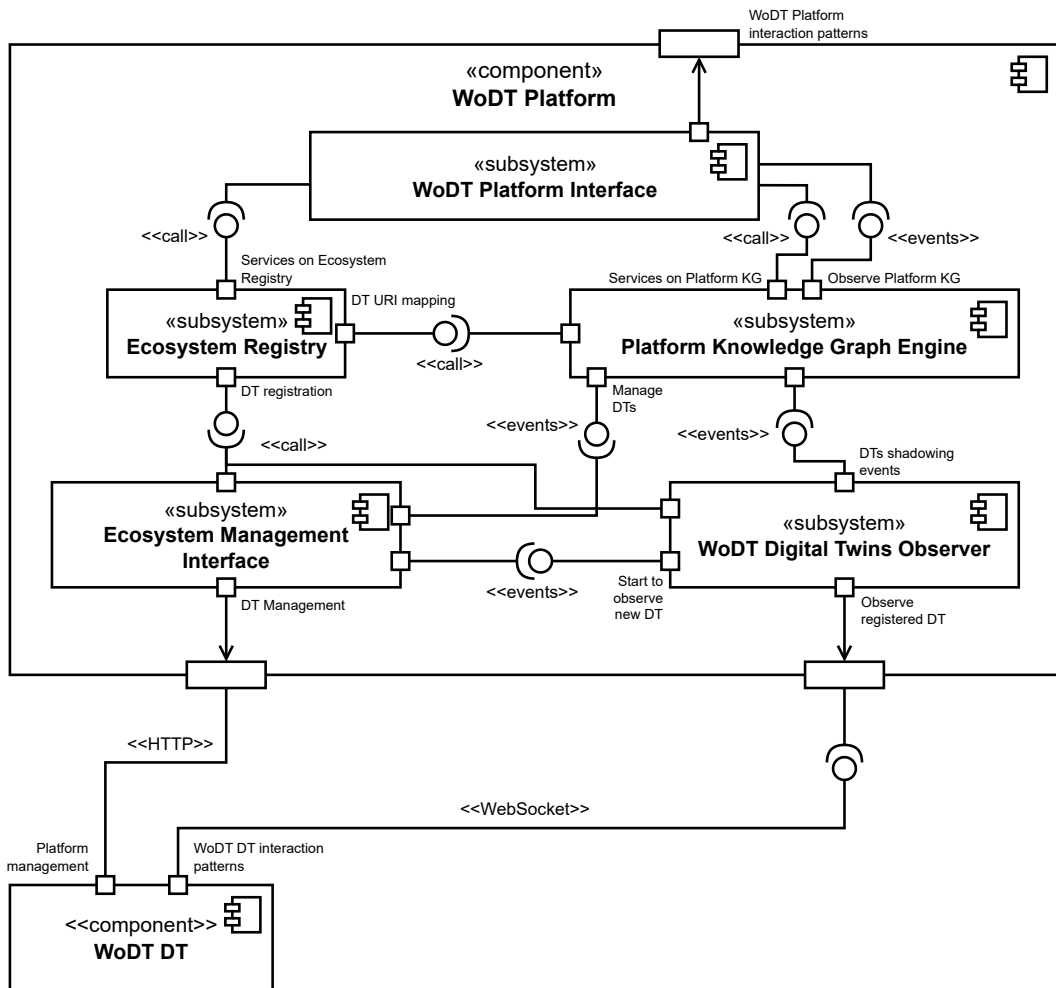 WoDT Platform
interaction patterns
«component»
WoDT Platform
«subsystem»
WoDT Platform Interface
<<call>>
<<call>>
<<events>>
Services on Ecosystem
Registry
Services on Platform KG
Observe Platform KG
DT URI mapping
«subsystem»
Ecosystem Registry
<<call>>
«subsystem»
Platform Knowledge Graph Engine
DT registration
Manage
DTs
<<call>>
<<events>>
<<events>>
DTs shadowing
events
«subsystem»
Ecosystem Management
Interface
«subsystem»
WoDT Digital Twins Observer
<<events>>
Start to
observe
new DT
DT Management
Observe
registered DT
<<HTTP>>
<<WebSocket>>
Platform
management
WoDT DT interaction
patterns
<<component>>
WoDT DT